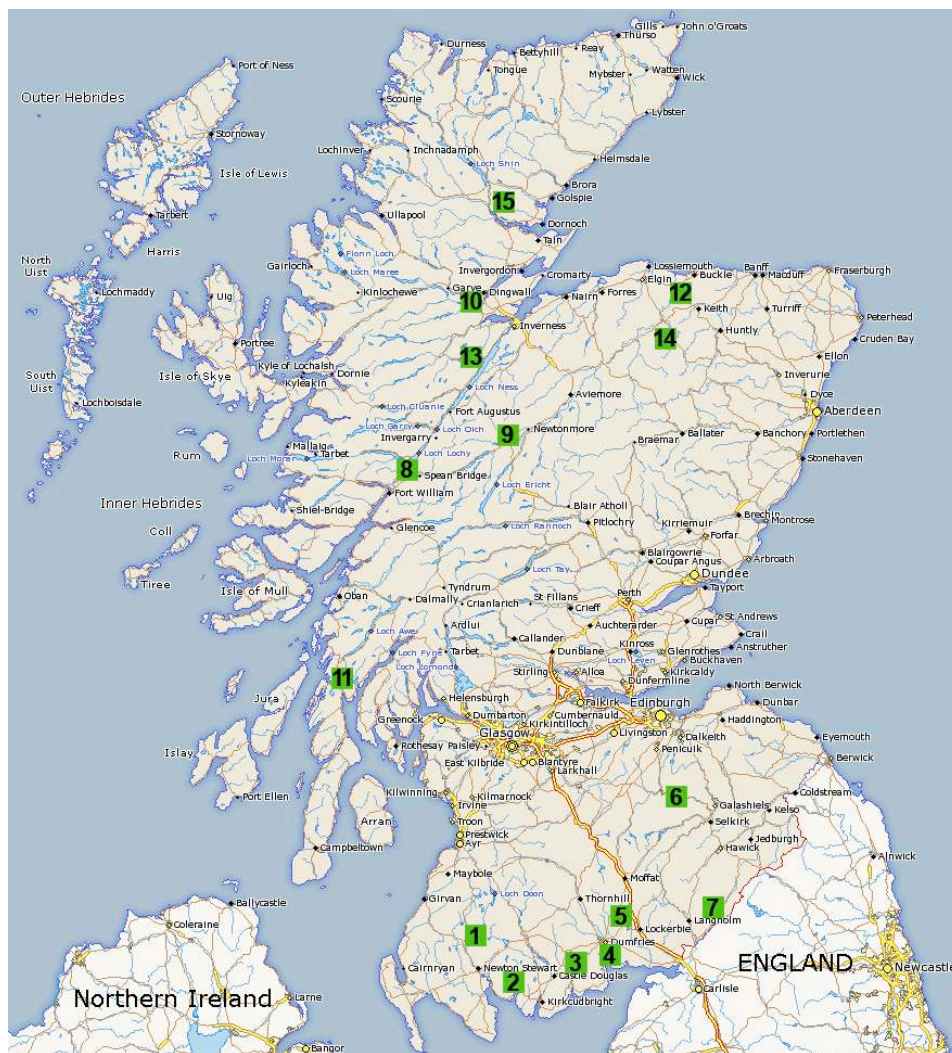 Gills
John o'Groats
Thurso
Durness
Bettyhill
Reay
Port of Ness
Tongue
Mybster
Watten
Wick
Outer Hebrides
Scourie
Lybster
Stornoway
Lochinver
Inchnadamph
Loch Shin
Helmsdale
Isle of Lewis
Brora
15
Golspie
Tarbert
Ullapool
Dornoch
Harris
Fionn Loch
Tain
North
Uist
Gairloch
Loch Maree
Invergordon
Cromarty
Lossiemouth
Banff
Macduff
Fraserburgh
Elgin
Buckie
Lochmaddy
Uig
Kinlochewe
Garve
Dingwall
Nairn
Forres
12
10
Keith
Turriff
Peterhead
Inverness
Huntly
14
Cruden Bay
Portree
13
Ellon
South
Uist
Isle of Skye
Kyle of Lochalsh
Dornie
Kyleakin
Inverurie
Loch Ness
Aviemore
Dyce
Lochboisdale
Loch Cluanie
Fort Augustus
Aberdeen
Loch Garry
Loch Oich
Newtonmore
Ballater
Banchory
Portlethen
Invergarry
9
Braemar
Rum
Mallaig
Tarbet
Loch Morar
Loch Lochy
Stonehaven
8
Spean Bridge
Fort William
Loch Ericht
Inner Hebrides
Shiel-Bridge
Blair Atholl
Brechin
Coll
Glencoe
Loch Rannoch
Pitlochry
Kirriemuir
Montrose
Forfar
Blairgowrie
Arbroath
Coupar Angus
Tiree
Loch Tay
Dundee
Isle of Mull
Tyndrum
Tayport
Oban
Dalmally
Crianlarich
St Fillans
Perth
Crieff
St Andrews
Loch Awe
Ardlui
Auchterarder
Cupar
Callander
Crail
Loch Fyne
Tarbet
Dunblane
Kinross
Glenrothes
Anstruther
Loch Lomond
Loch Leven
Buckhaven
11
Stirling
Alloa
Kirkcaldy
Dunfermline
Jura
Helensburgh
North Berwick
Falkirk
Edinburgh
Dunbar
Greenock
Dumbarton
Cumbernauld
Kirkintilloch
Haddington
Glasgow
Livingston
Dalkeith
Eyemouth
Islay
Rothesay
Paisley
Penicuik
Berwick
East Kilbride
Blantyre
Larkhall
Port Ellen
Kilwinning
Kilmarnock
6
Coldstream
Irvine
Galashiels
Kelso
Arran
Troon
Selkirk
Prestwick
Ayr
Jedburgh
Campbeltown
Hawick
Alnwick
Maybole
Moffat
Ballycastle
Girvan
Loch Doon
Thornhill
7
5
Coleraine
Langholm
1
Lockerbie
Dumfries
4
3
ENGLAND
Cairnryan
Newton Stewart
Castle Douglas
Newcastle
2
Carlisle
Northern Ireland
Larne
Kirkcudbright
Bangor